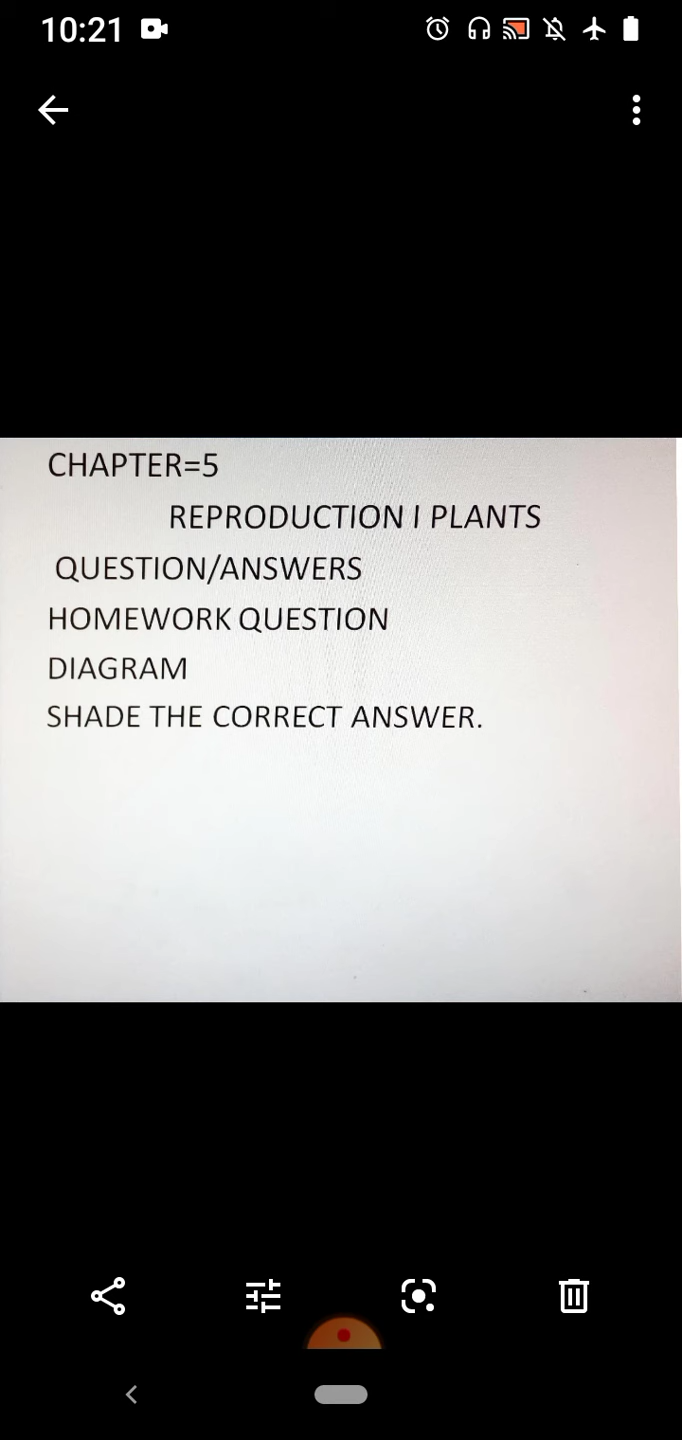 10:21
CHAPTER=5
REPRODUCTION I PLANTS
QUESTION/ANSWERS
HOMEWORK QUESTION
DIAGRAM
SHADE THE CORRECT ANSWER.